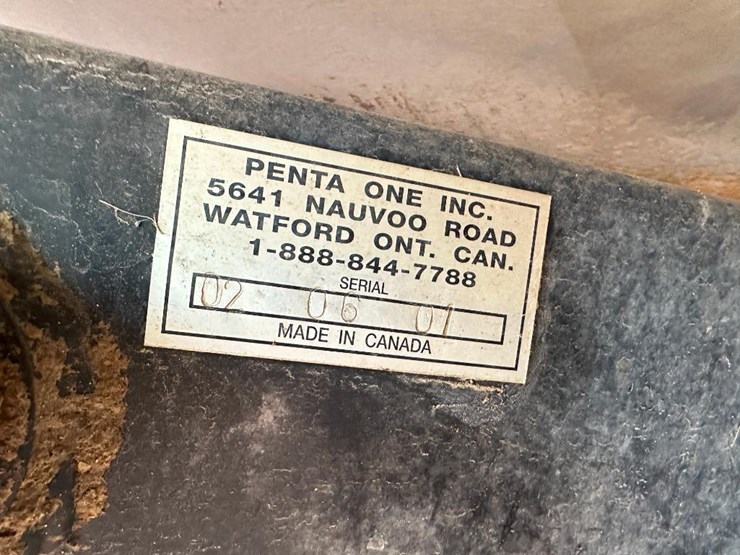 PENTA ONE INC.
5641 NAUVOO ROAD
WATFORD ONT. CAN.
1-888-844-7788
SERIAL
02 06 01
MADE IN CANADA